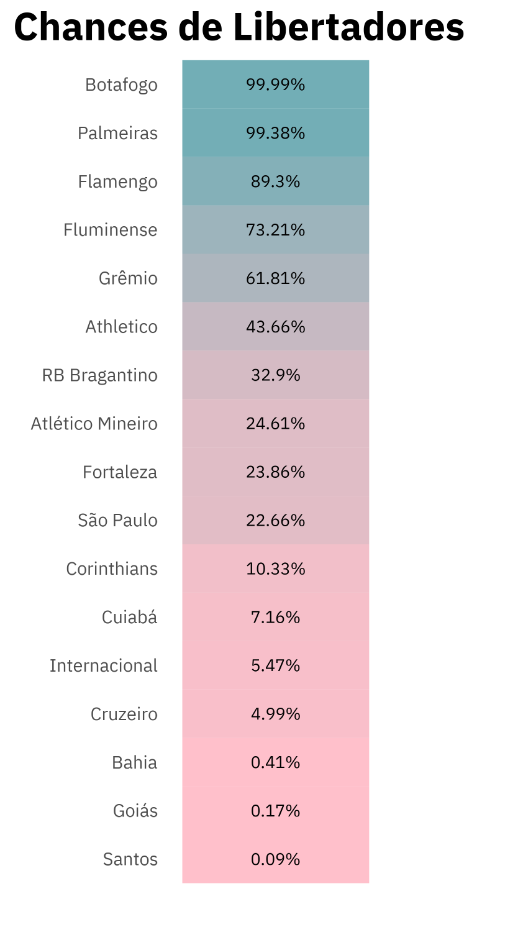 Chances de Libertadores
Botafogo 99.99%
Palmeiras 99.38%
Flamengo 89.3%
Fluminense 73.21%
Grêmio 61.81%
Athletico 43.66%
RB Bragantino 32.9%
Atlético Mineiro 24.61%
Fortaleza 23.86%
São Paulo 22.66%
Corinthians 10.33%
Cuiabá 7.16%
Internacional 5.47%
Cruzeiro 4.99%
Bahia 0.41%
Goiás 0.17%
Santos 0.09%